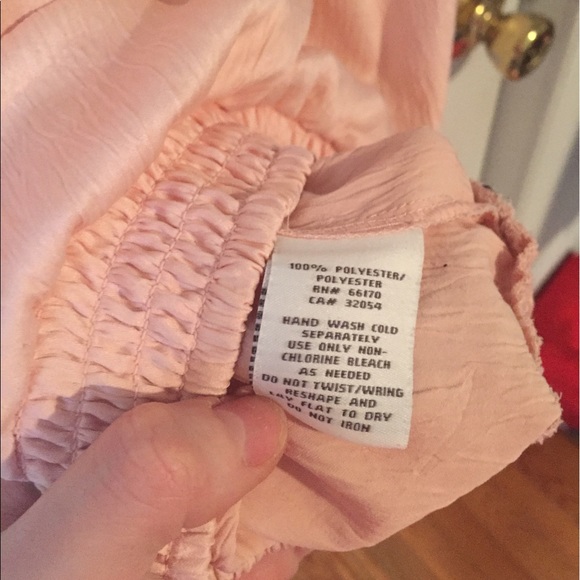 100% POLYESTER/
POLYESTER
RN# 66170
CA# 32054
HAND WASH COLD
SEPARATELY
USE ONLY NON-
CHLORINE BLEACH
AS NEEDED
DO NOT TWIST/WRING
RESHAPE AND
LAY FLAT TO DRY
DO NOT IRON